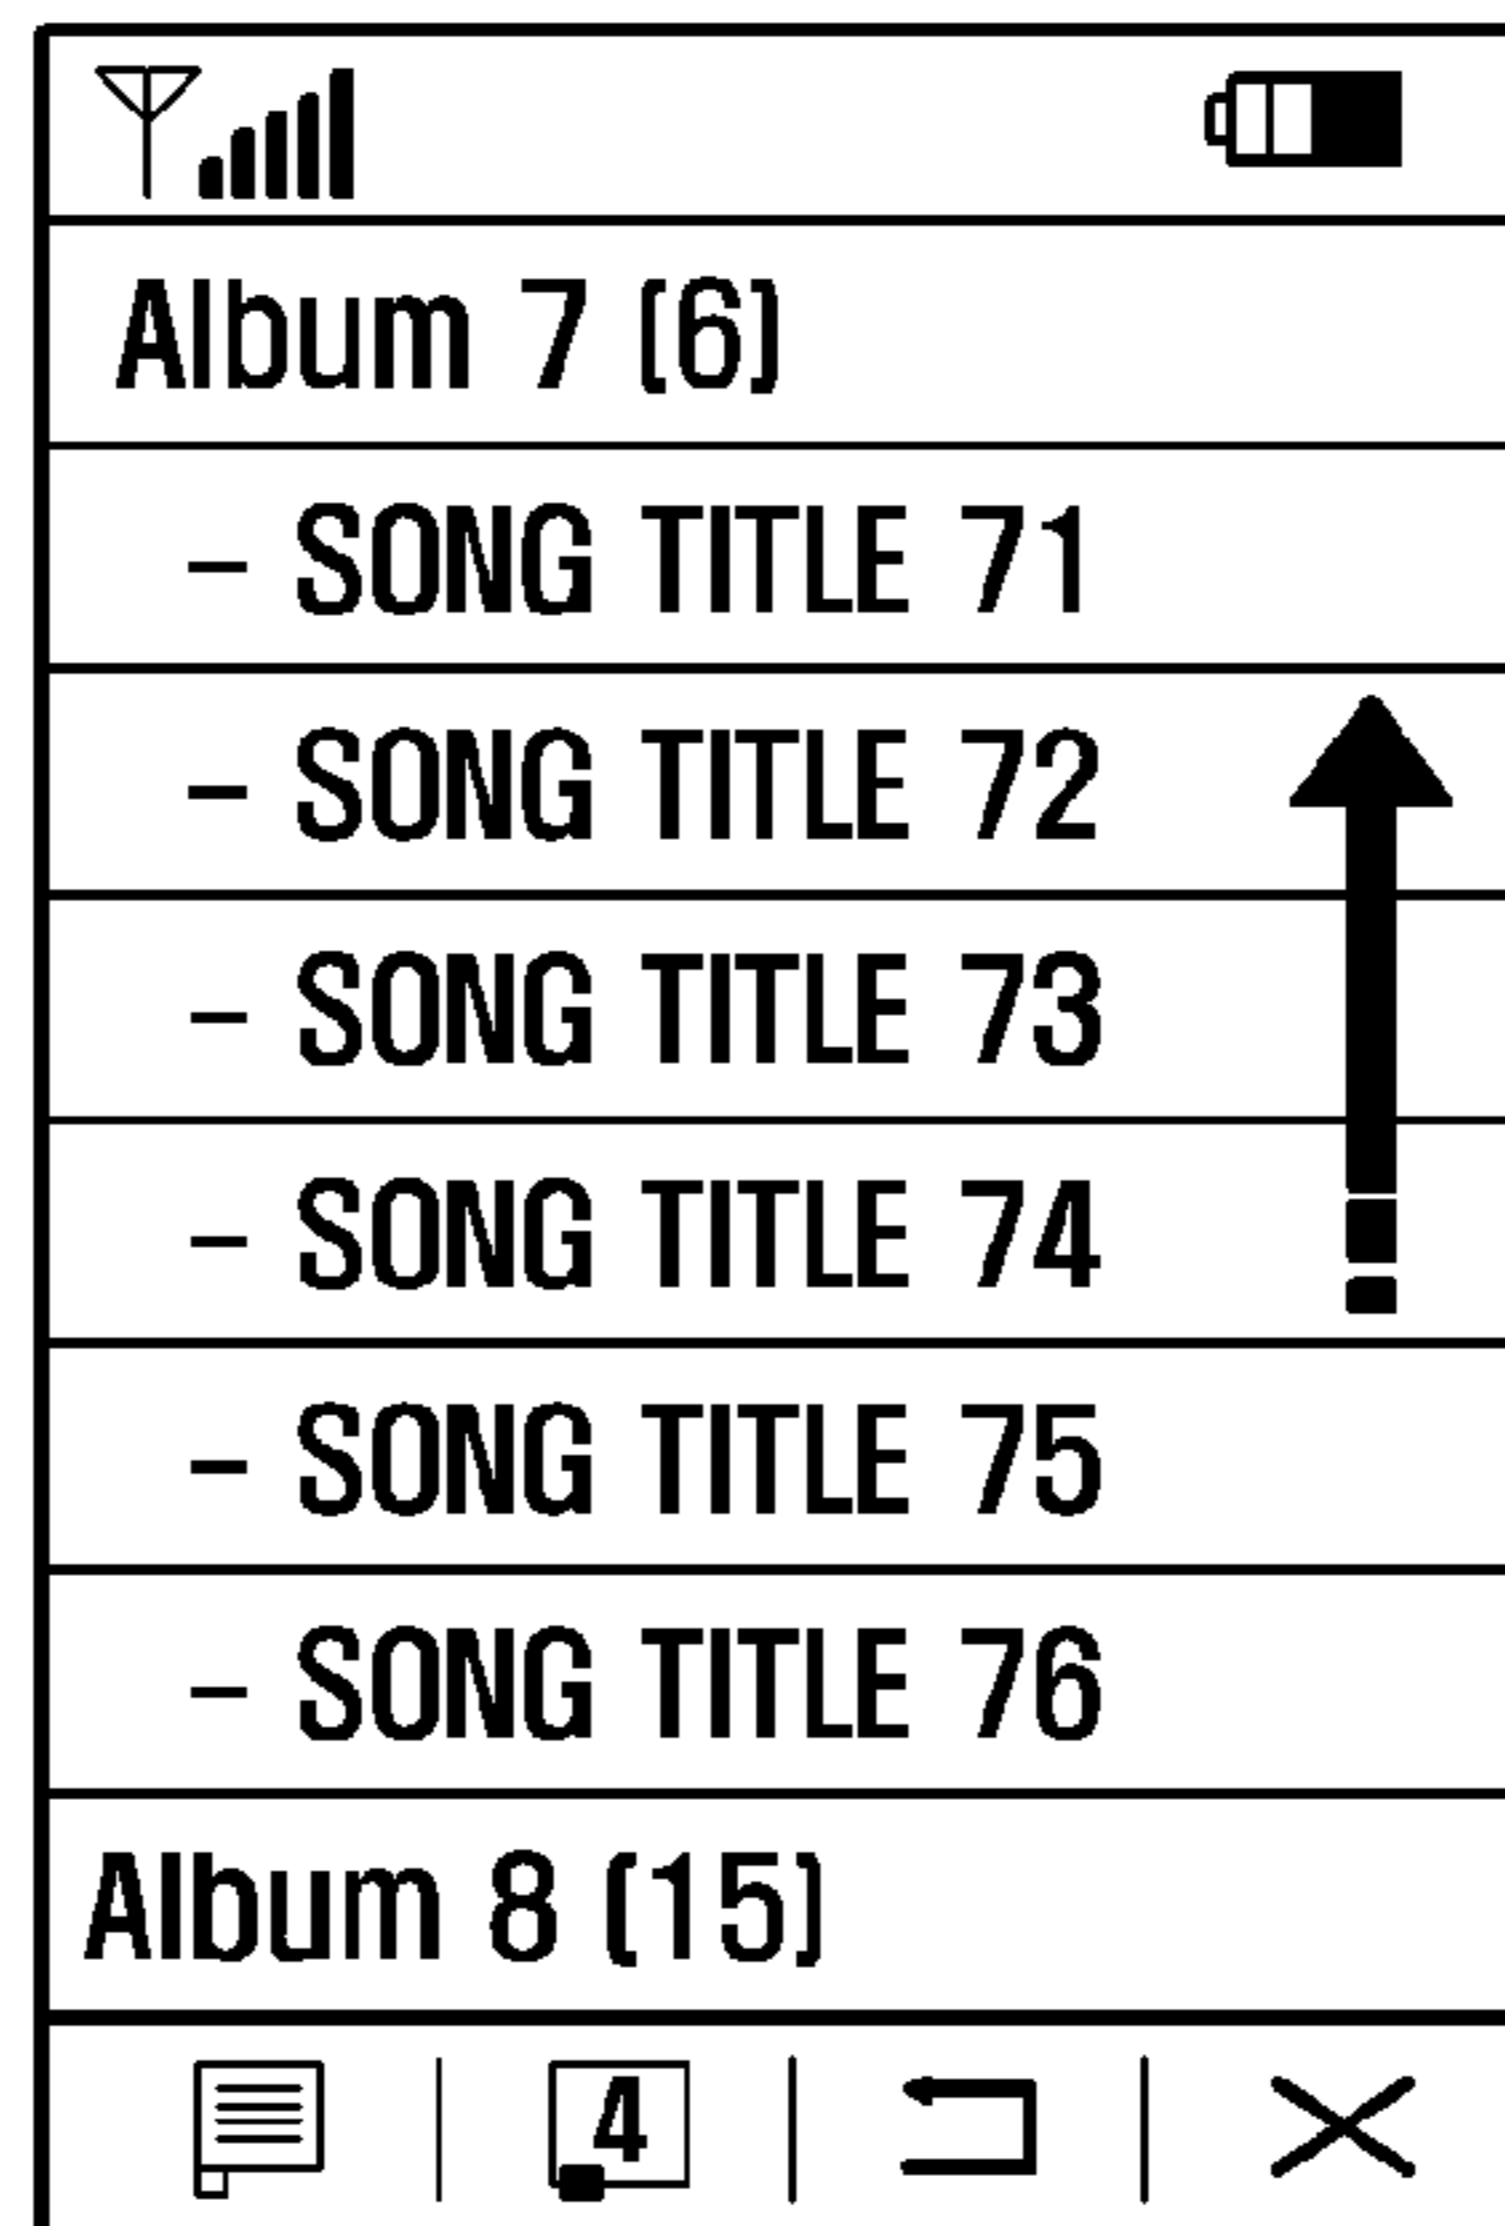 Album 7 (6)
– SONG TITLE 71
– SONG TITLE 72
– SONG TITLE 73
– SONG TITLE 74
– SONG TITLE 75
– SONG TITLE 76
Album 8 (15)
4